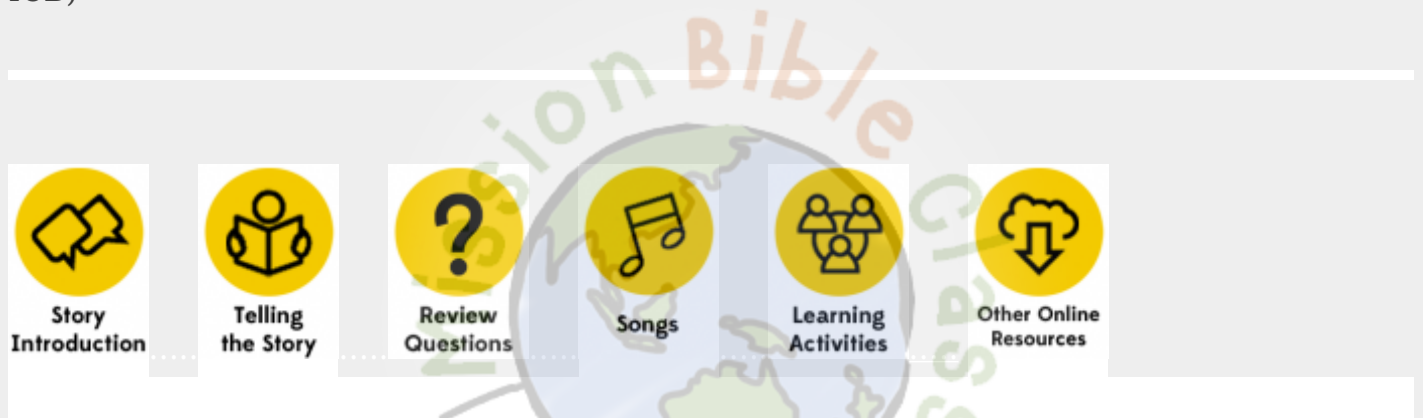 Mission Bible Class
Story
Introduction
Telling
the Story
Review
Questions
Songs
Learning
Activities
Other Online
Resources